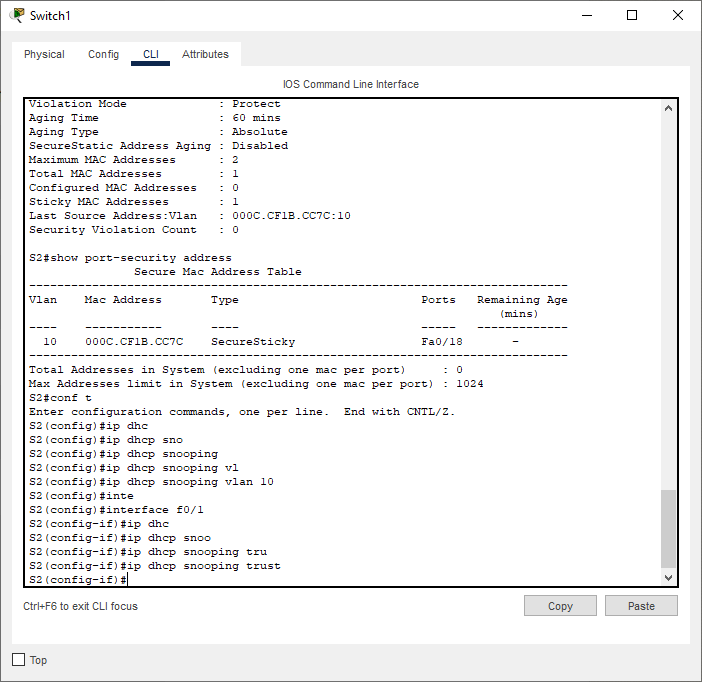 Switch1
Physical Config CLI Attributes
IOS Command Line Interface
Violation Mode : Protect
Aging Time : 60 mins
Aging Type : Absolute
SecureStatic Address Aging : Disabled
Maximum MAC Addresses : 2
Total MAC Addresses : 1
Configured MAC Addresses : 0
Sticky MAC Addresses : 1
Last Source Address:Vlan : 000C.CF1B.CC7C:10
Security Violation Count : 0
S2#show port-security address
Secure Mac Address Table
-----------------------------------------------------------------------------
Vlan Mac Address Type Ports Remaining Age
(mins)
---- ----------- ---- ----- -------------
10 000C.CF1B.CC7C SecureSticky Fa0/18 -
-----------------------------------------------------------------------------
Total Addresses in System (excluding one mac per port) : 0
Max Addresses limit in System (excluding one mac per port) : 1024
S2#conf t
Enter configuration commands, one per line. End with CNTL/Z.
S2(config)#ip dhc
S2(config)#ip dhcp sno
S2(config)#ip dhcp snooping
S2(config)#ip dhcp snooping vl
S2(config)#ip dhcp snooping vlan 10
S2(config)#inte
S2(config)#interface f0/1
S2(config-if)#ip dhc
S2(config-if)#ip dhcp snoo
S2(config-if)#ip dhcp snooping tru
S2(config-if)#ip dhcp snooping trust
S2(config-if)#
Ctrl+F6 to exit CLI focus Copy Paste
Top